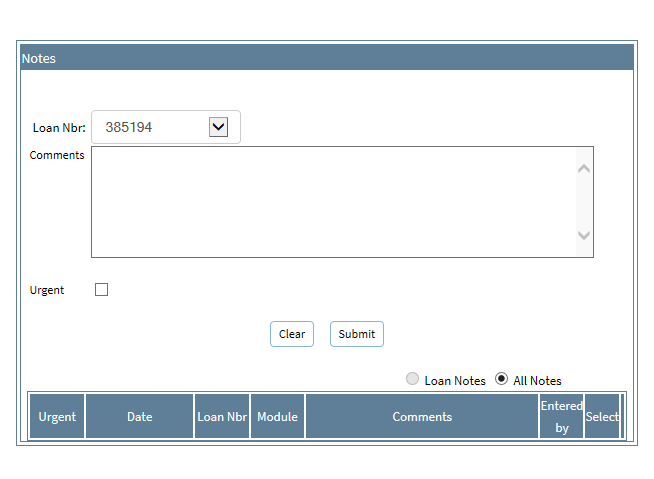 Notes
Loan Nbr: 385194
Comments
Urgent
Clear Submit
Loan Notes All Notes
Urgent Date Loan Nbr Module Comments Entered by Select